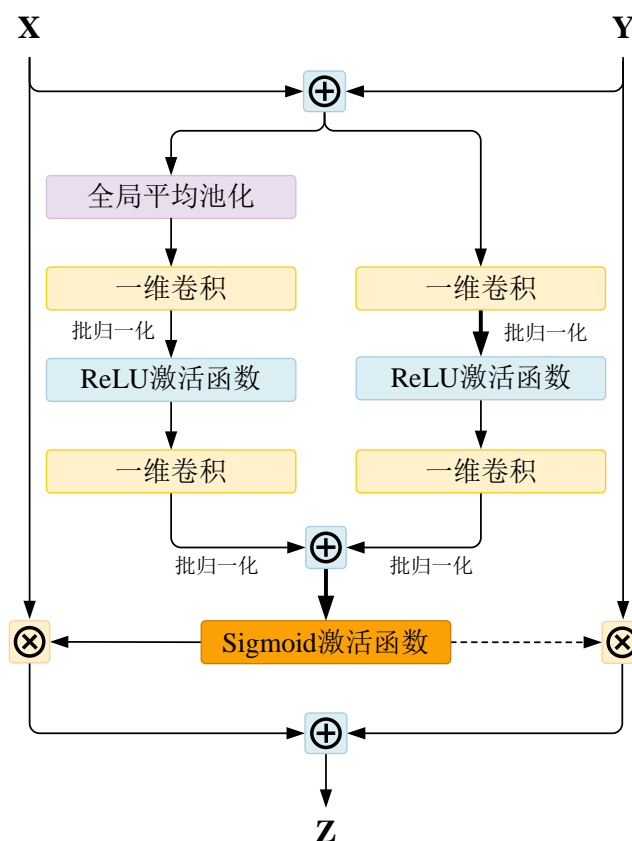 X
Y
全局平均池化
一维卷积
一维卷积
批归一化
批归一化
ReLU激活函数
ReLU激活函数
一维卷积
一维卷积
批归一化
批归一化
Sigmoid激活函数
Z